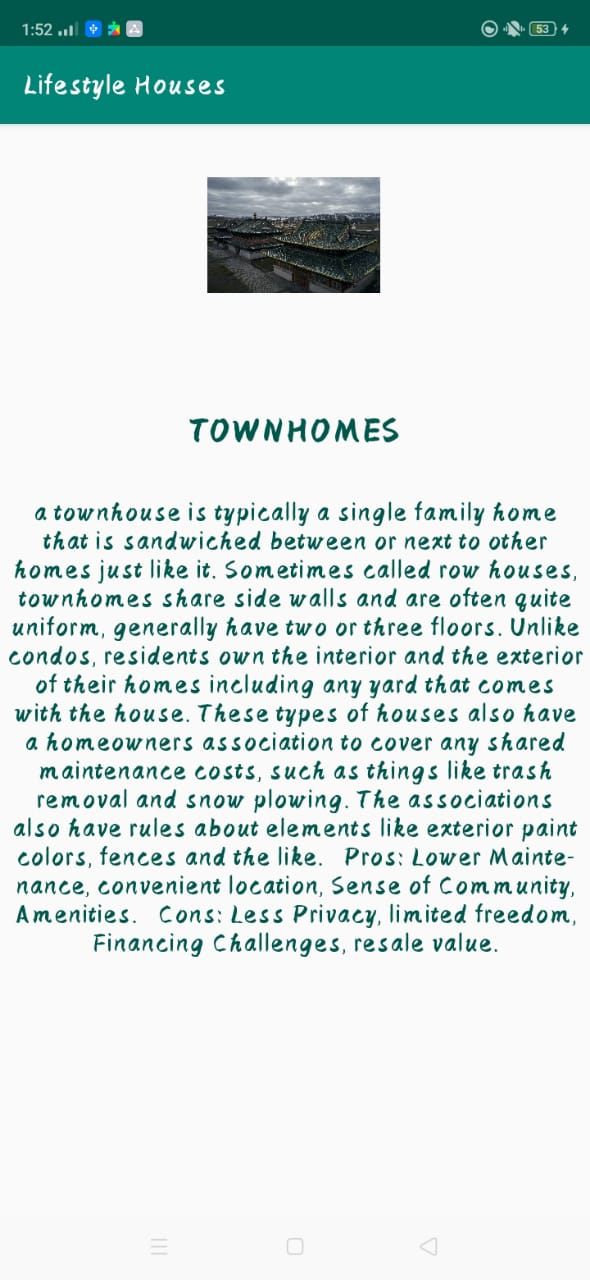 1:52
53
Lifestyle Houses
TOWNHOMES
a townhouse is typically a single family home
that is sandwiched between or next to other
homes just like it. Sometimes called row houses,
townhomes share side walls and are often quite
uniform, generally have two or three floors. Unlike
condos, residents own the interior and the exterior
of their homes including any yard that comes
with the house. These types of houses also have
a homeowners association to cover any shared
maintenance costs, such as things like trash
removal and snow plowing. The associations
also have rules about elements like exterior paint
colors, fences and the like.   Pros: Lower Mainte-
nance, convenient location, Sense of Community,
Amenities.   Cons: Less Privacy, limited freedom,
Financing Challenges, resale value.